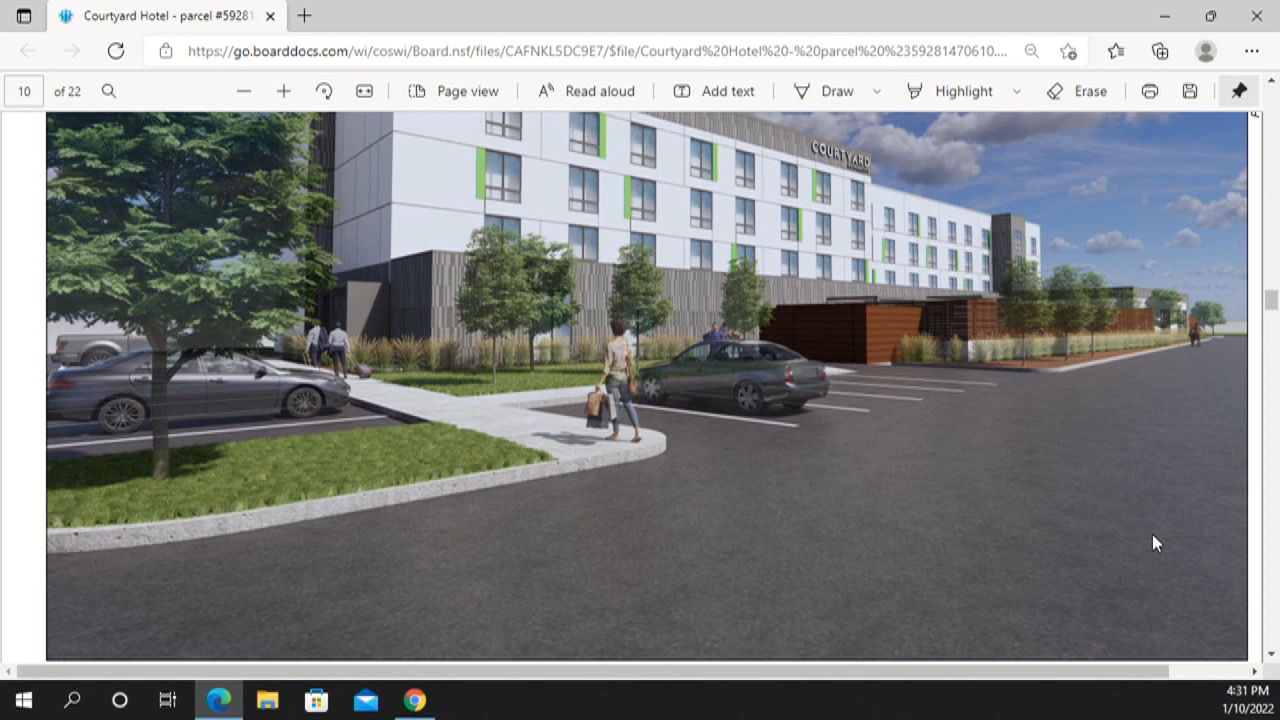 Courtyard Hotel - parcel #59281
https://go.boarddocs.com/wi/coswi/Board.nsf/files/CAFNKL5DC9E7/$file/Courtyard%20Hotel%20-%20parcel%20%2359281470610....
10 of 22
Page view
Read aloud
Add text
Draw
Highlight
Erase
COURTYARD
4:31 PM
1/10/2022